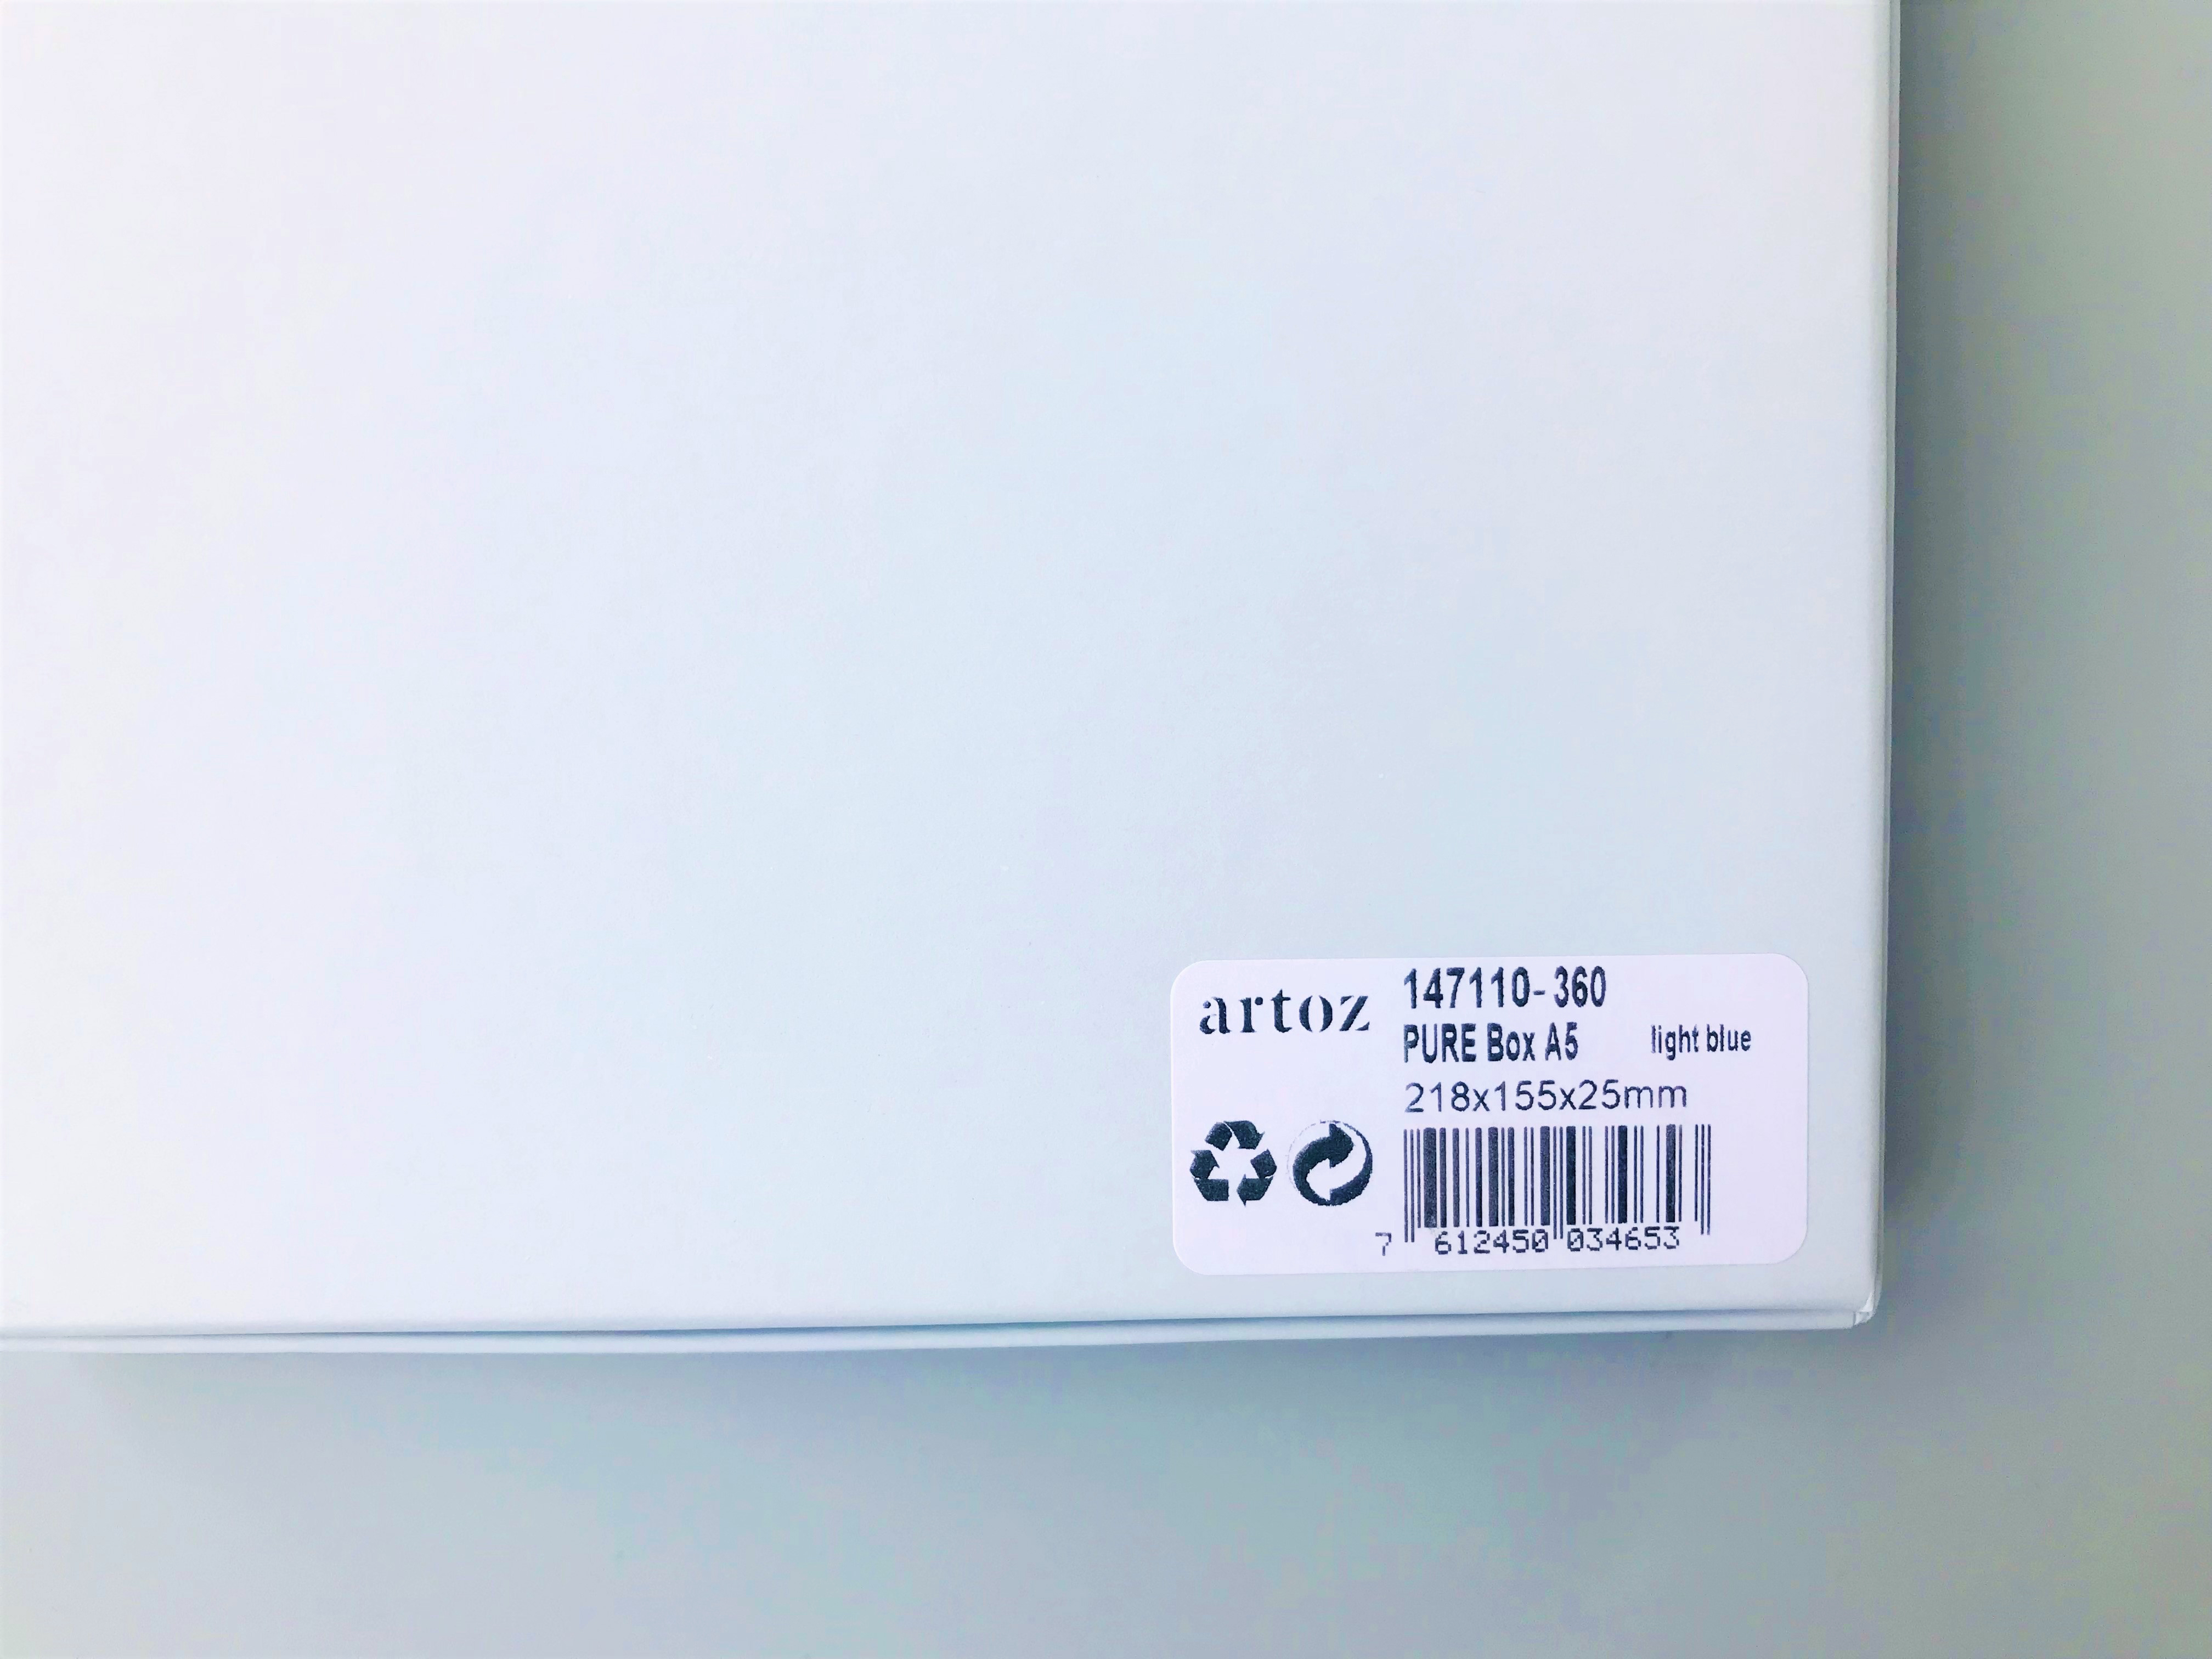 artoz
147110-360
PURE Box A5 light blue
218x155x25mm
7 612450 034653